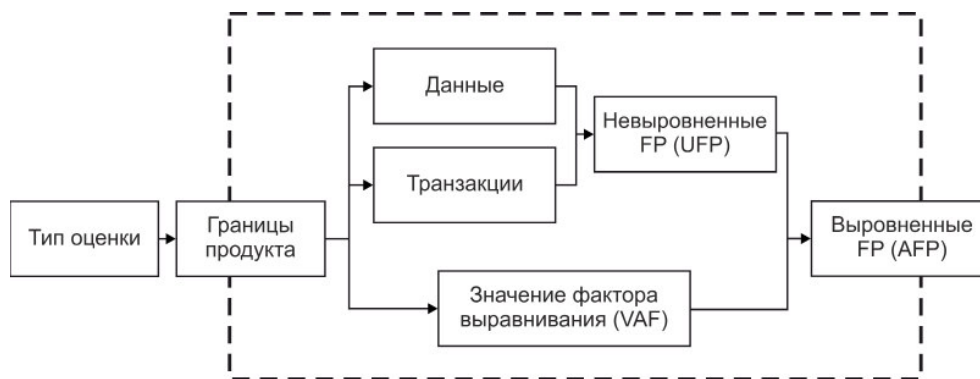 Тип оценки
Границы
продукта
Данные
Транзакции
Невыровненные
FP (UFP)
Значение фактора
выравнивания (VAF)
Выровненные
FP (AFP)